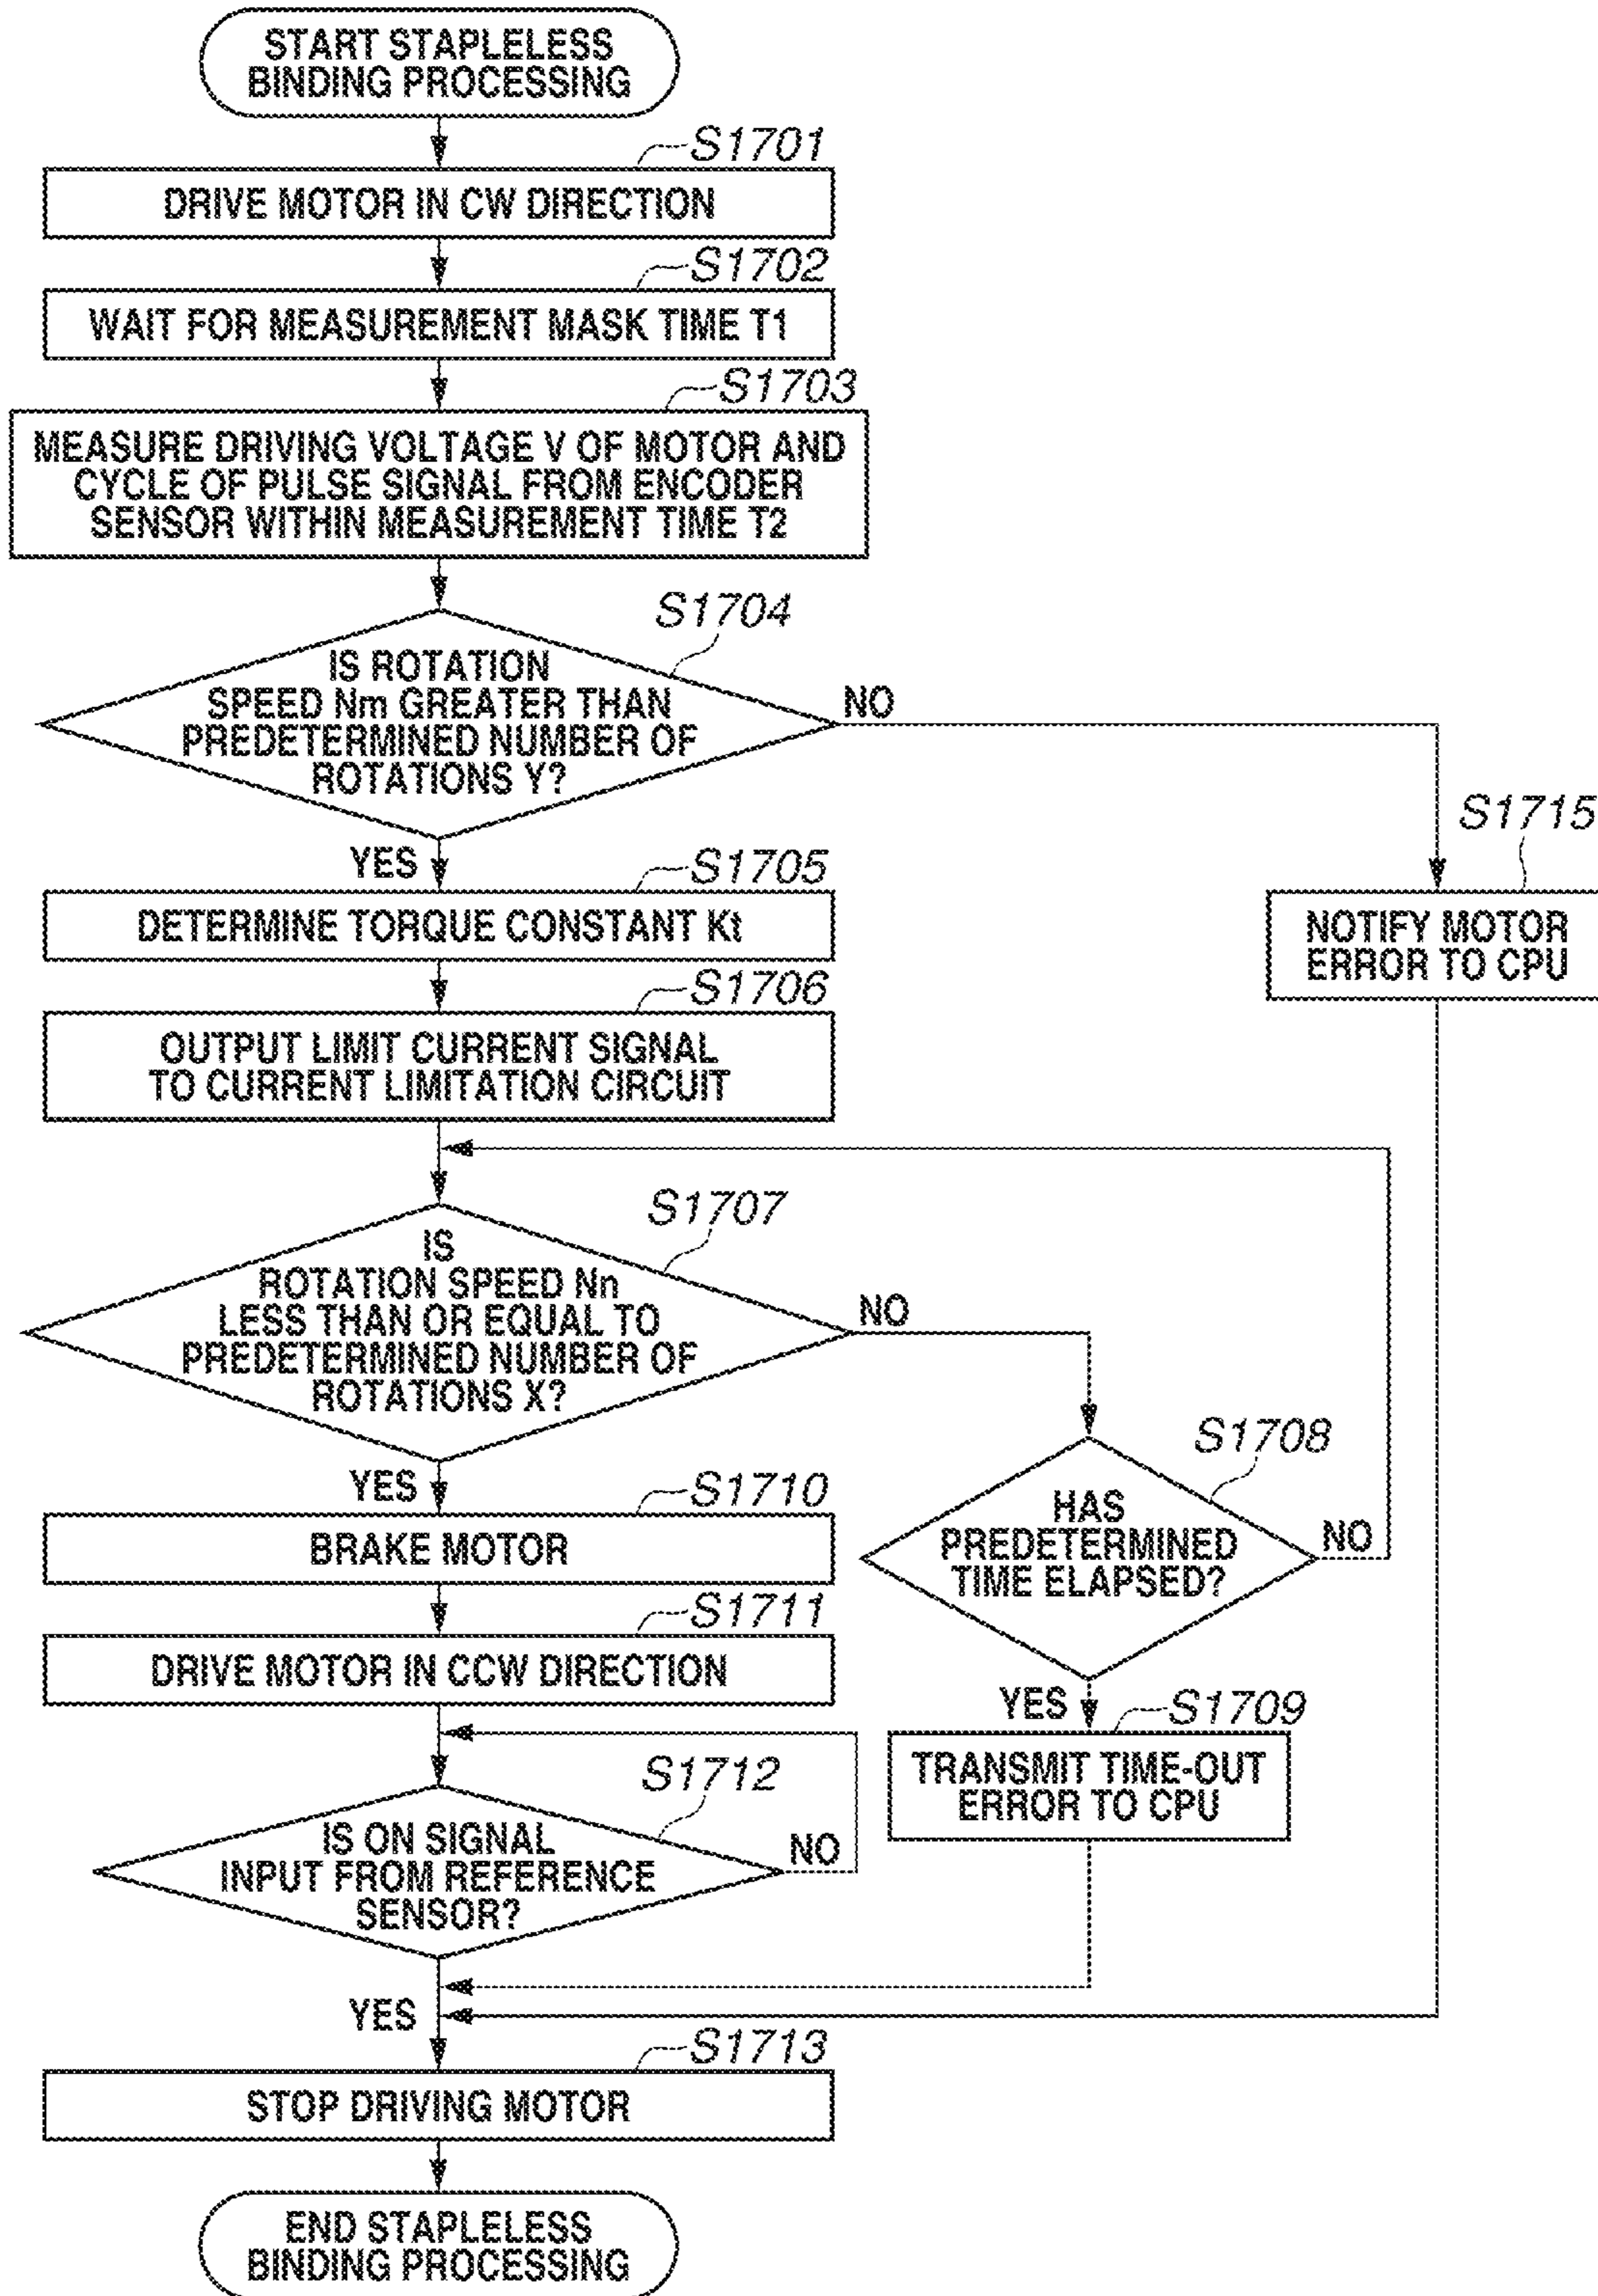 START STAPLELESS
BINDING PROCESSING
S1701
DRIVE MOTOR IN CW DIRECTION
S1702
WAIT FOR MEASUREMENT MASK TIME T1
S1703
MEASURE DRIVING VOLTAGE V OF MOTOR AND
CYCLE OF PULSE SIGNAL FROM ENCODER
SENSOR WITHIN MEASUREMENT TIME T2
S1704
IS ROTATION
SPEED Nm GREATER THAN
PREDETERMINED NUMBER OF
ROTATIONS Y?
NO
YES
S1715
NOTIFY MOTOR
ERROR TO CPU
S1705
DETERMINE TORQUE CONSTANT Kt
S1706
OUTPUT LIMIT CURRENT SIGNAL
TO CURRENT LIMITATION CIRCUIT
S1707
IS
ROTATION SPEED Nn
LESS THAN OR EQUAL TO
PREDETERMINED NUMBER OF
ROTATIONS X?
NO
YES
S1708
HAS
PREDETERMINED
TIME ELAPSED?
NO
YES
S1709
TRANSMIT TIME-OUT
ERROR TO CPU
S1710
BRAKE MOTOR
S1711
DRIVE MOTOR IN CCW DIRECTION
S1712
IS ON SIGNAL
INPUT FROM REFERENCE
SENSOR?
NO
YES
S1713
STOP DRIVING MOTOR
END STAPLELESS
BINDING PROCESSING